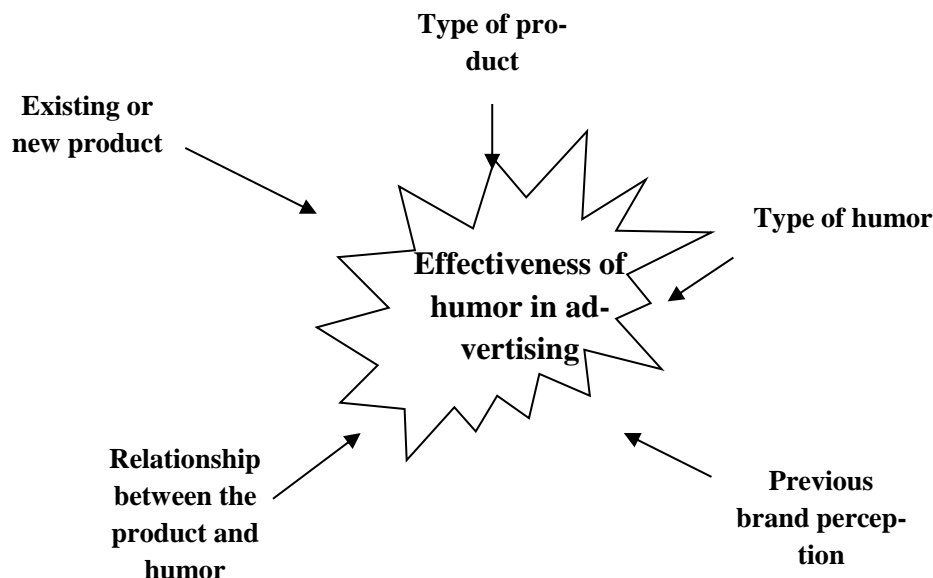 Type of pro-
duct
Existing or
new product
Type of humor
Effectiveness of
humor in ad-
vertising
Relationship
between the
product and
humor
Previous
brand percep-
tion